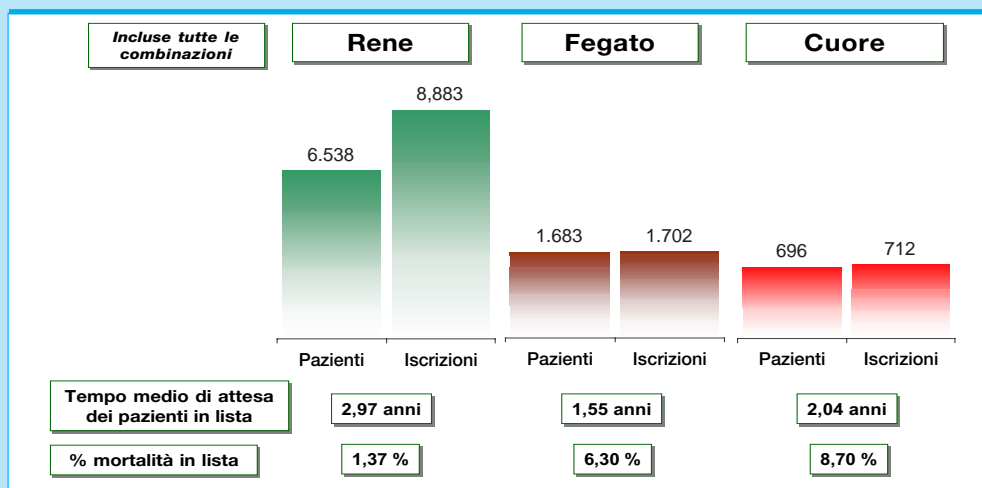 Incluse tutte le
combinazioni
Rene
Fegato
Cuore
8,883
6.538
1.683
1.702
696
712
Pazienti
Iscrizioni
Pazienti
Iscrizioni
Pazienti
Iscrizioni
Tempo medio di attesa
dei pazienti in lista
2,97 anni
1,55 anni
2,04 anni
% mortalità in lista
1,37 %
6,30 %
8,70 %